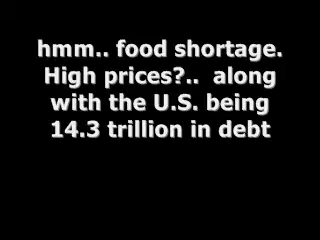 hmm.. food shortage.
High prices?..  along
with the U.S. being
14.3 trillion in debt